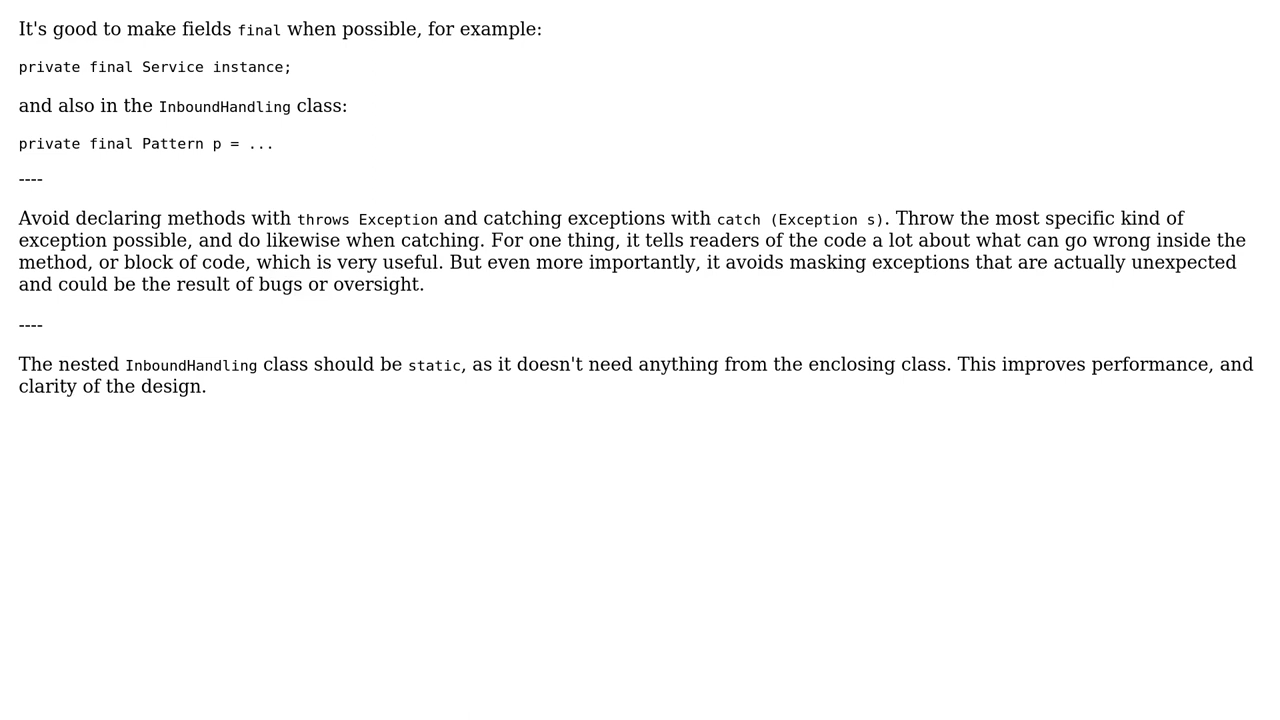 It's good to make fields final when possible, for example:
private final Service instance;
and also in the InboundHandling class:
private final Pattern p = ...
----
Avoid declaring methods with throws Exception and catching exceptions with catch (Exception s). Throw the most specific kind of
exception possible, and do likewise when catching. For one thing, it tells readers of the code a lot about what can go wrong inside the
method, or block of code, which is very useful. But even more importantly, it avoids masking exceptions that are actually unexpected
and could be the result of bugs or oversight.
----
The nested InboundHandling class should be static, as it doesn't need anything from the enclosing class. This improves performance, and
clarity of the design.